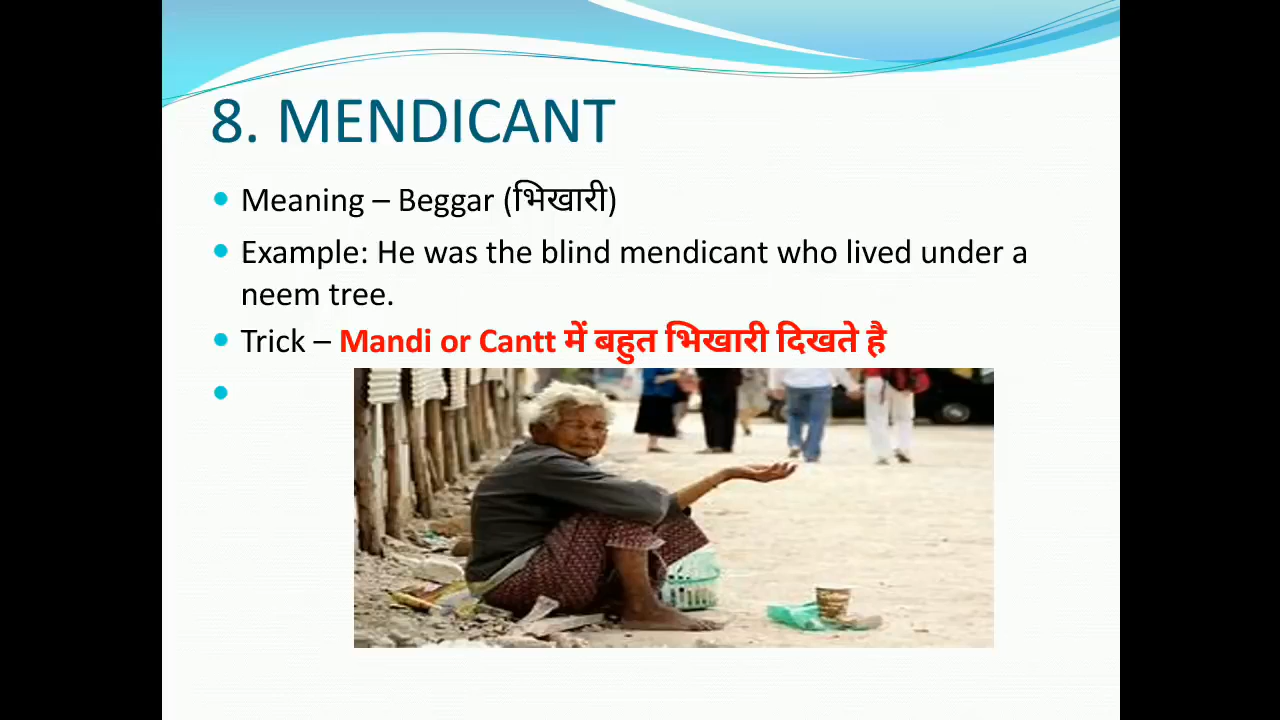 8. MENDICANT
Meaning – Beggar (भिखारी)
Example: He was the blind mendicant who lived under a
neem tree.
Trick – Mandi or Cantt में बहुत भिखारी दिखते है